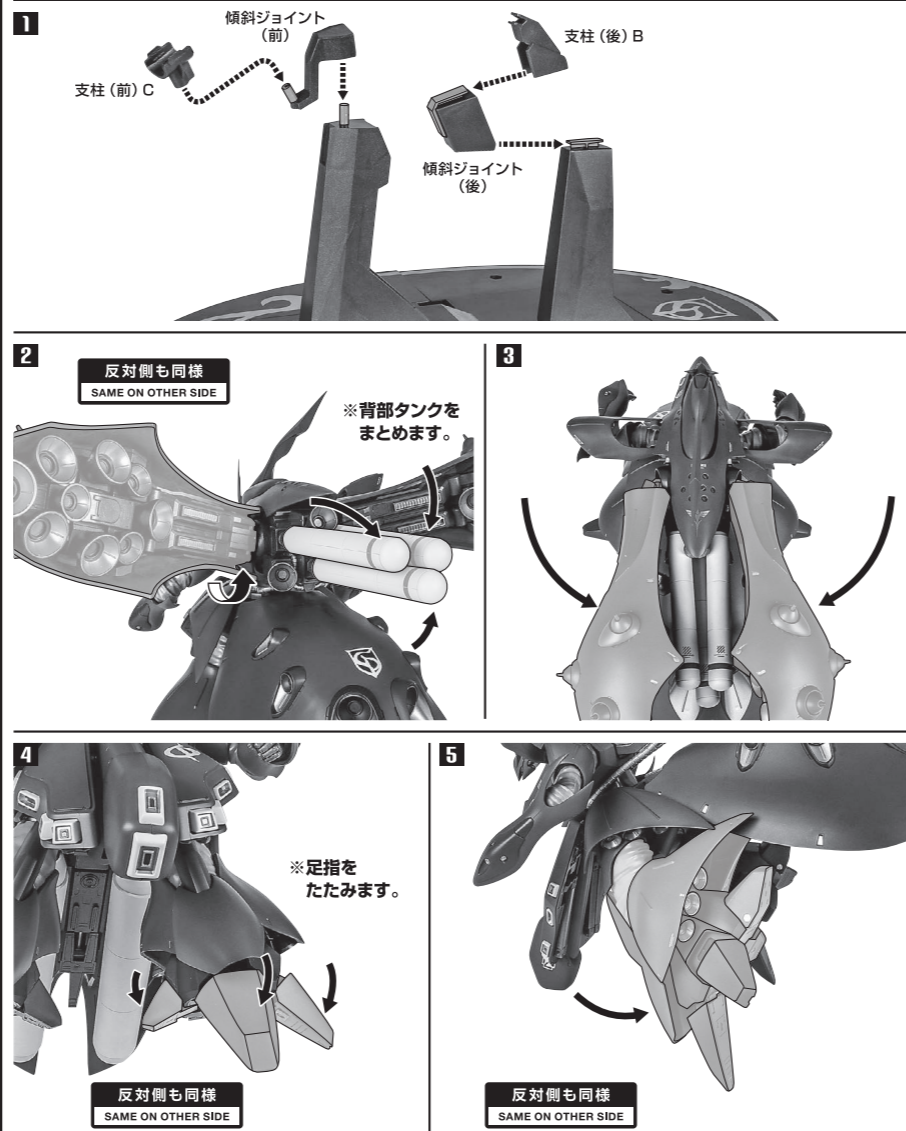 1
傾斜ジョイント
(前)
支柱(前)C
支柱(後)B
傾斜ジョイント
(後)
2
反対側も同様
SAME ON OTHER SIDE
※背部タンクを
まとめます。
3
4
※足指を
たたみます。
反対側も同様
SAME ON OTHER SIDE
5
反対側も同様
SAME ON OTHER SIDE